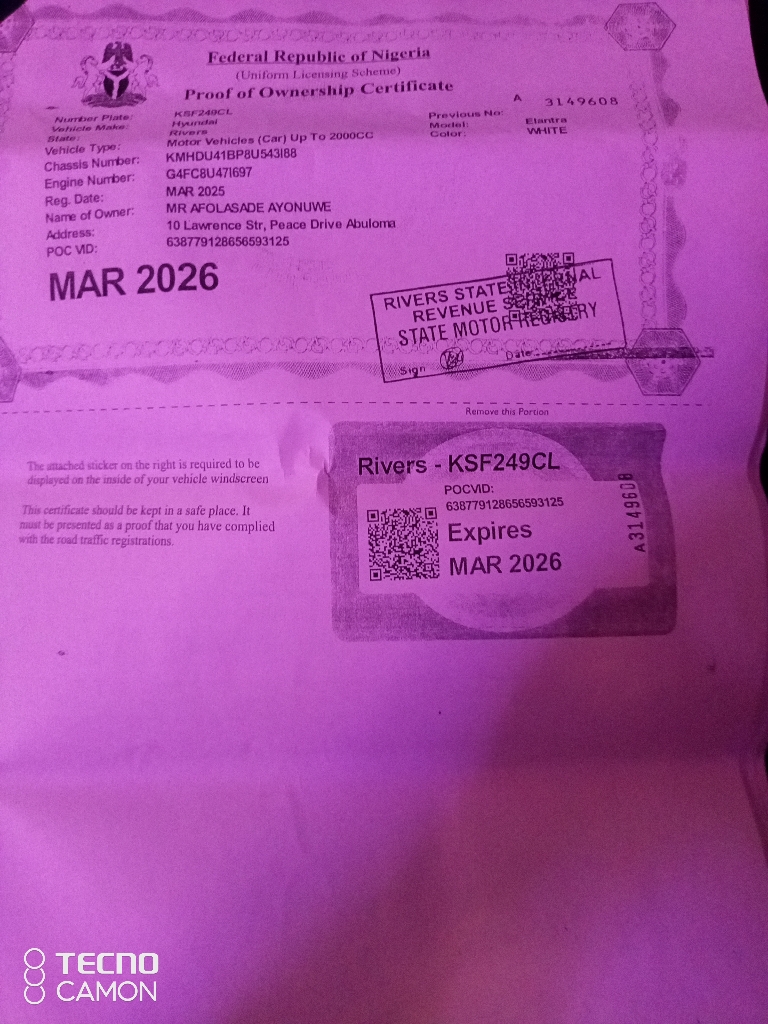 Federal Republic of Nigeria
(Uniform Licensing Scheme)
Proof of Ownership Certificate
A 3149608
Number Plate: KSF249CL Previous No:
Vehicle Make: Hyundai Model: Elantra
State: Rivers Color: WHITE
Vehicle Type: Motor Vehicles (Car) Up To 2000CC
Chassis Number: KMHDU41BP8U543I88
Engine Number: G4FC8U47I697
Reg. Date: MAR 2025
Name of Owner: MR AFOLASADE AYONUWE
Address: 10 Lawrence Str, Peace Drive Abuloma
POC VID: 638779128656593125
MAR 2026
RIVERS STATE INTERNAL
REVENUE SERVICE
STATE MOTOR REGISTRY
Sign Date
Remove this Portion
The attached sticker on the right is required to be
displayed on the inside of your vehicle windscreen
This certificate should be kept in a safe place. It
must be presented as a proof that you have complied
with the road traffic registrations.
Rivers - KSF249CL
POCVID:
638779128656593125
Expires
MAR 2026
A3149608
TECNO
CAMON